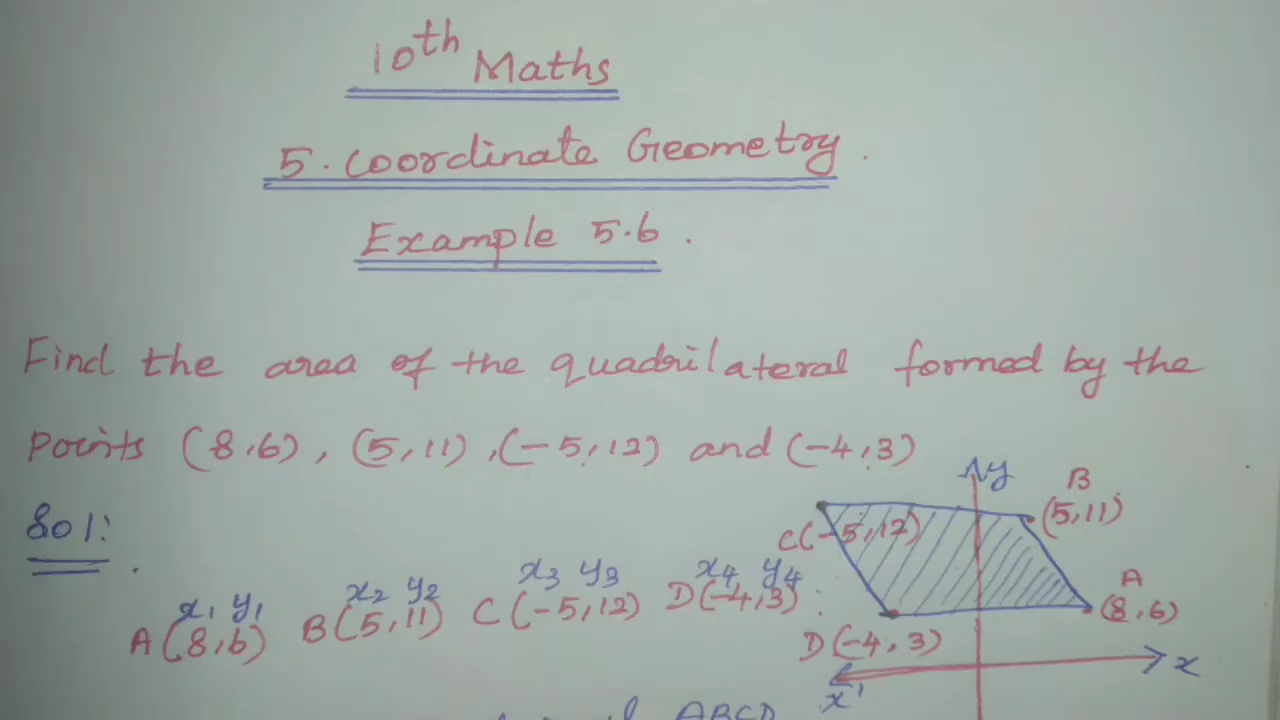 10th Maths
5. Coordinate Geometry.
Example 5.6.
Find the area of the quadrilateral formed by the
points (8,6), (5,11), (-5,12) and (-4,3)
Sol:
y
B
(5,11)
C(-5,12)
x1 y1 x2 y2 x3 y3 x4 y4
A(8,6) B(5,11) C(-5,12) D(-4,3)
A
(8,6)
D(-4,3)
x
x'
ABCD